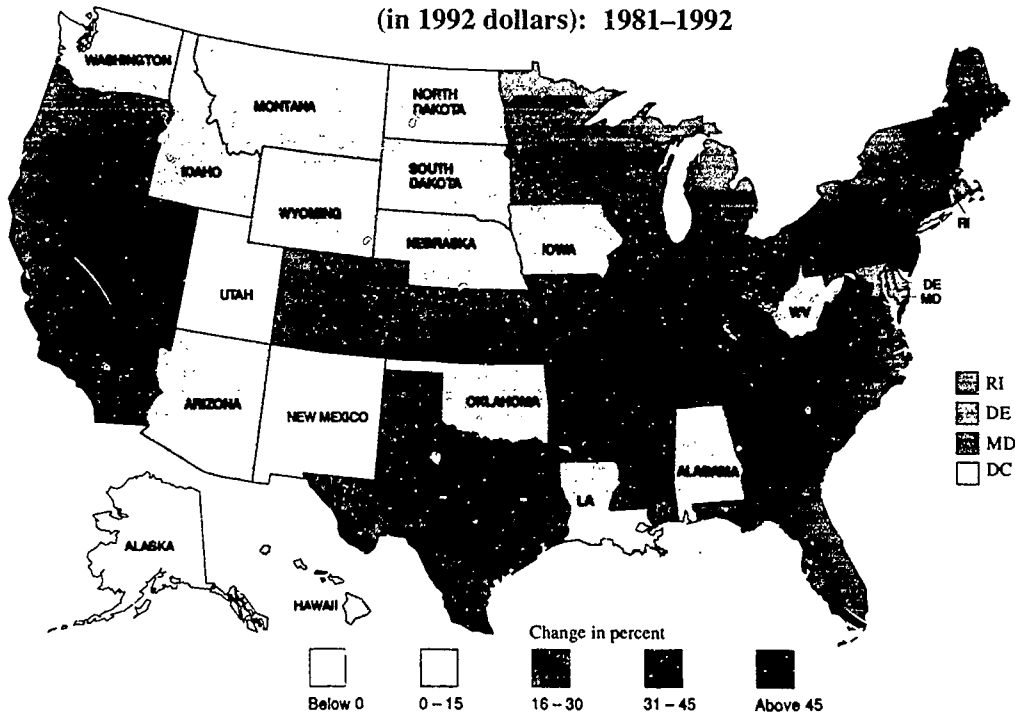 (in 1992 dollars): 1981–1992
WASHINGTON
MONTANA
NORTH
DAKOTA
IDAHO
SOUTH
DAKOTA
WYOMING
NEBRASKA
IOWA
RI
UTAH
WV
DE
MD
ARIZONA
NEW MEXICO
OKLAHOMA
ALABAMA
LA
RI
DE
MD
DC
ALASKA
HAWAII
Change in percent
Below 0
0 – 15
16 – 30
31 – 45
Above 45